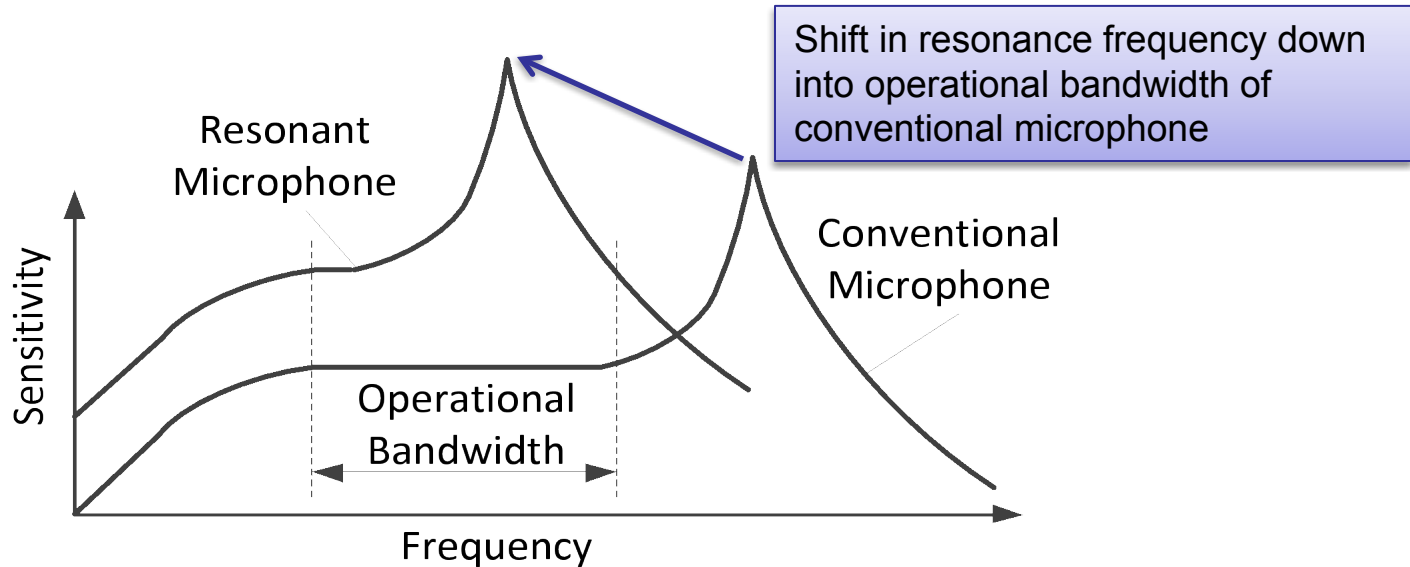 Shift in resonance frequency down
into operational bandwidth of
conventional microphone
Resonant
Microphone
Conventional
Microphone
Sensitivity
Operational
Bandwidth
Frequency